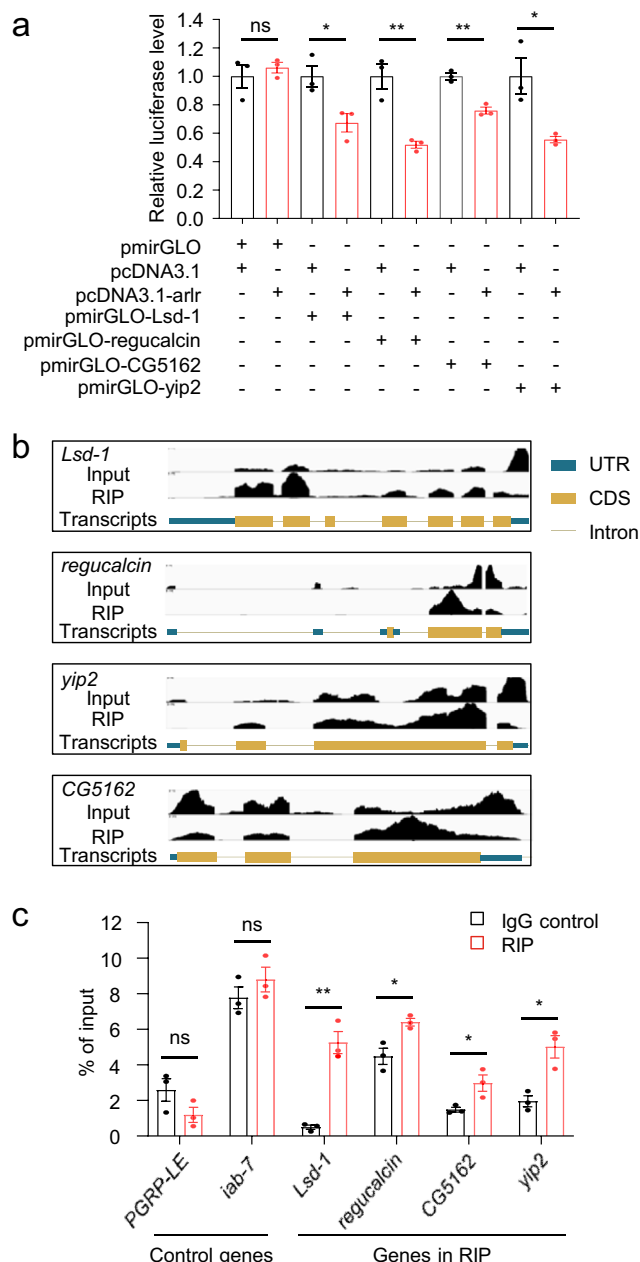 a
Relative luciferase level
1.4
1.2
1.0
0.8
0.6
0.4
0.2
0.0
ns * ** ** *
pmirGLO + + - - - - - - - -
pcDNA3.1 + - + - + - + - + -
pcDNA3.1-arlr - + - + - + - + - +
pmirGLO-Lsd-1 - - + + - - - - - -
pmirGLO-regucalcin - - - - + + - - - -
pmirGLO-CG5162 - - - - - - + + - -
pmirGLO-yip2 - - - - - - - - + +
b
Lsd-1
Input
RIP
Transcripts
UTR
CDS
Intron
regucalcin
Input
RIP
Transcripts
yip2
Input
RIP
Transcripts
CG5162
Input
RIP
Transcripts
c
% of input
12
10
8
6
4
2
0
IgG control
RIP
ns ns ** * * *
PGRP-LE iab-7 Lsd-1 regucalcin CG5162 yip2
Control genes Genes in RIP